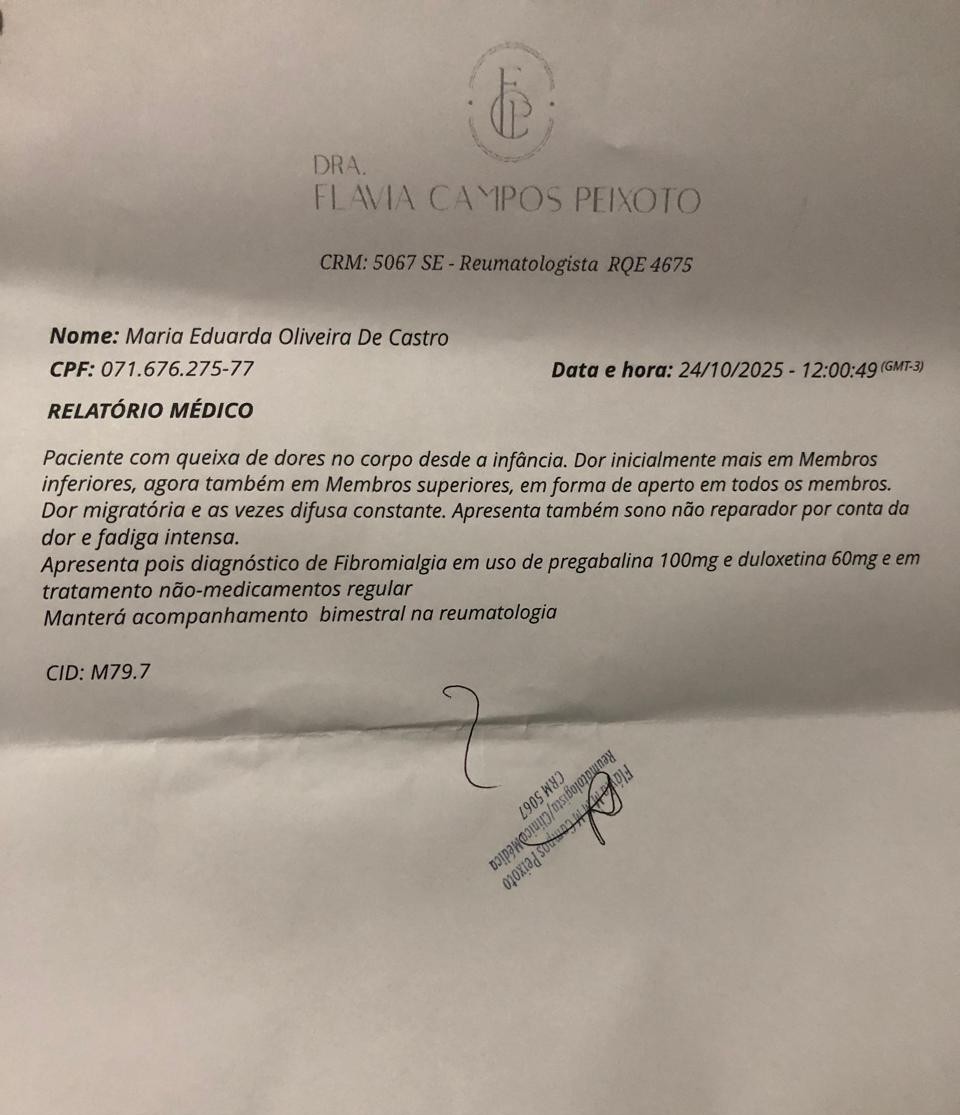 DRA.
FLAVIA CAMPOS PEIXOTO
CRM: 5067 SE - Reumatologista RQE 4675
Nome: Maria Eduarda Oliveira De Castro
CPF: 071.676.275-77
Data e hora: 24/10/2025 - 12:00:49 (GMT-3)
RELATÓRIO MÉDICO
Paciente com queixa de dores no corpo desde a infância. Dor inicialmente mais em Membros
inferiores, agora também em Membros superiores, em forma de aperto em todos os membros.
Dor migratória e as vezes difusa constante. Apresenta também sono não reparador por conta da
dor e fadiga intensa.
Apresenta pois diagnóstico de Fibromialgia em uso de pregabalina 100mg e duloxetina 60mg e em
tratamento não-medicamentos regular
Manterá acompanhamento bimestral na reumatologia
CID: M79.7
Campos Peixoto
Reumatologista/Clínica Médica
CRM 5067